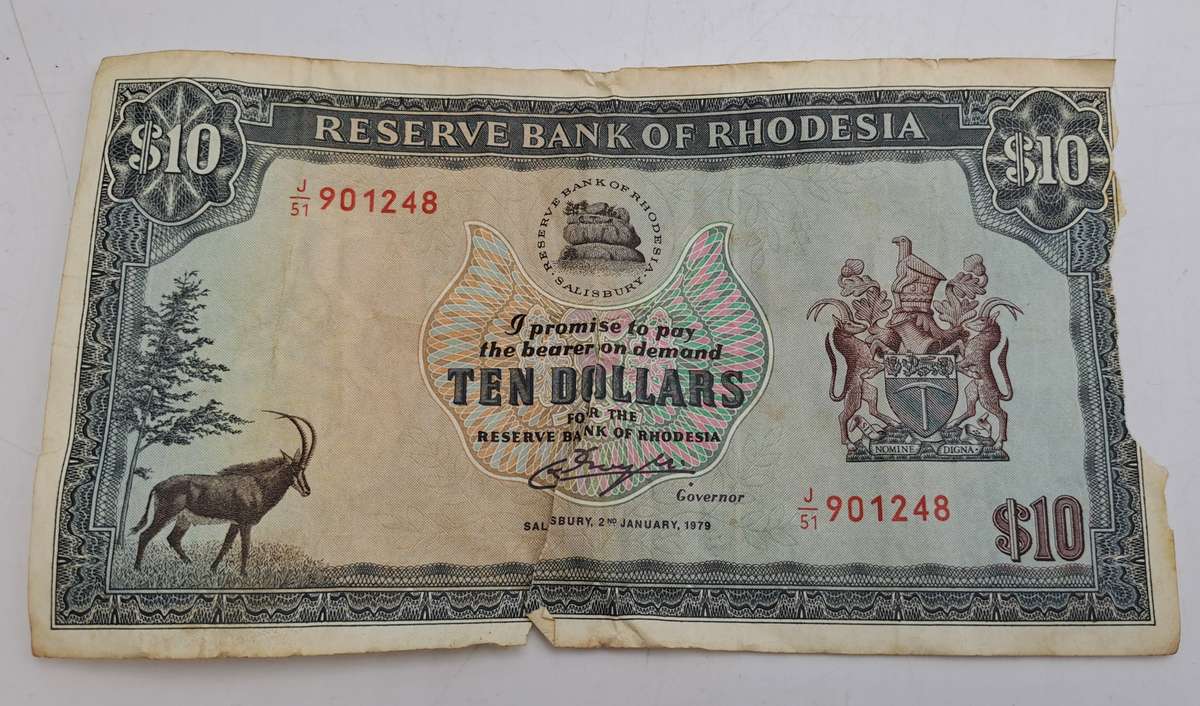 $10
RESERVE BANK OF RHODESIA
$10
J/51 901248
RESERVE BANK OF RHODESIA
· SALISBURY ·
I promise to pay
the bearer on demand
TEN DOLLARS
FOR THE
RESERVE BANK OF RHODESIA
Governor
SALISBURY, 2ND JANUARY, 1979
SIT NOMINE DIGNA
J/51 901248
$10